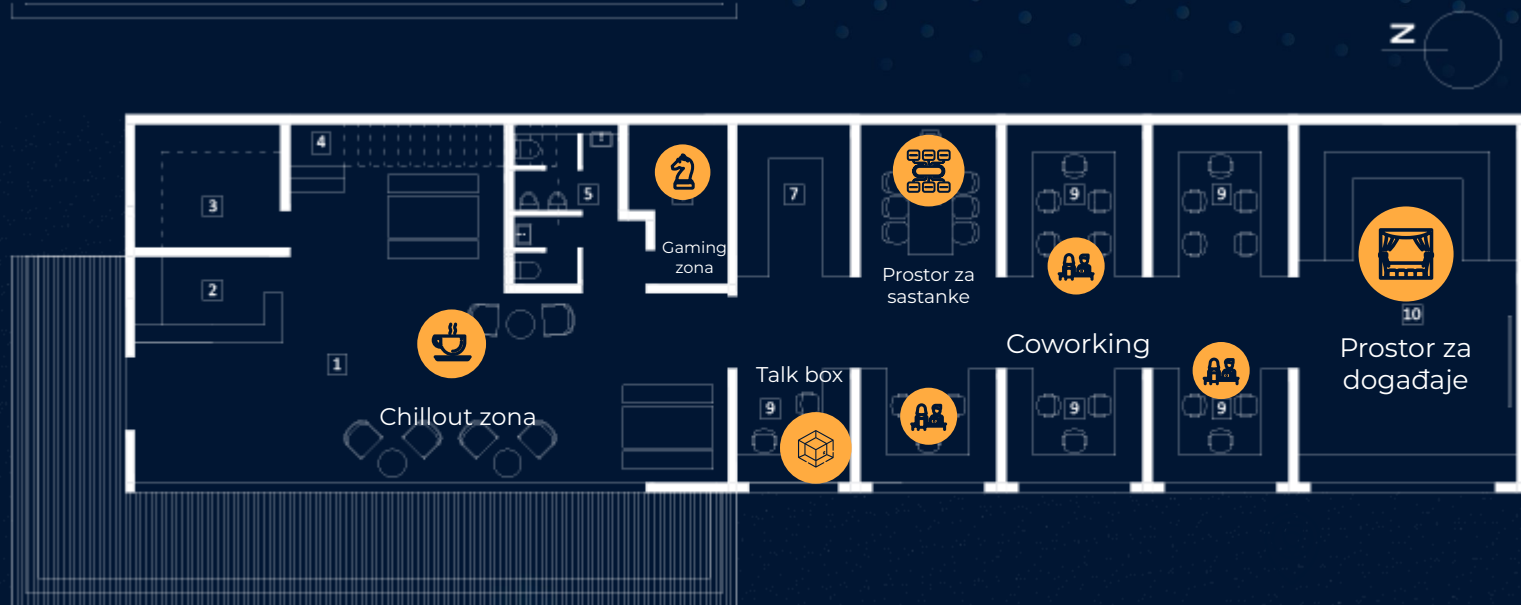 Z
4
3
5
7
9
9
Gaming
zona
2
Prostor za
sastanke
10
1
Coworking
Prostor za
događaje
Talk box
Chillout zona
9
9
9